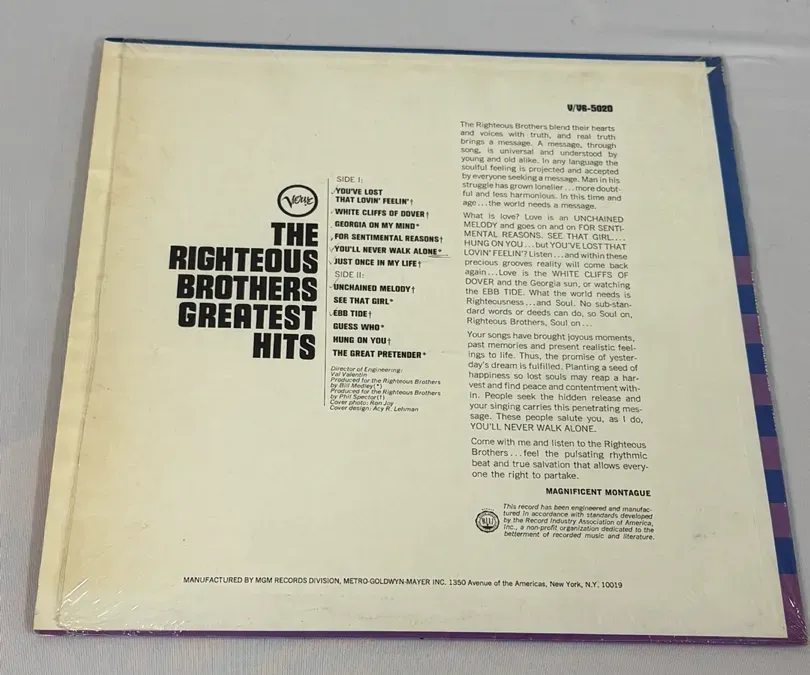 V/V6-5020
Verve
THE
RIGHTEOUS
BROTHERS
GREATEST
HITS
SIDE I:
YOU'VE LOST
THAT LOVIN' FEELIN'†
WHITE CLIFFS OF DOVER†
GEORGIA ON MY MIND*
FOR SENTIMENTAL REASONS†
YOU'LL NEVER WALK ALONE*
JUST ONCE IN MY LIFE†
SIDE II:
UNCHAINED MELODY†
SEE THAT GIRL*
EBB TIDE†
GUESS WHO*
HUNG ON YOU†
THE GREAT PRETENDER*
Director of Engineering:
Val Valentin
Produced for the Righteous Brothers
by Bill Medley(*)
Produced for the Righteous Brothers
by Phil Spector(†)
Cover photo: Ron Joy
Cover design: Acy R. Lehman
The Righteous Brothers blend their hearts
and voices with truth, and real truth
brings a message. A message, through
song, is universal and understood by
young and old alike. In any language the
soulful feeling is projected and accepted
by everyone seeking a message. Man in his
struggle has grown lonelier...more doubt-
ful and less harmonious. In this time and
age...the world needs a message.
What is love? Love is an UNCHAINED
MELODY and goes on and on FOR SENTI-
MENTAL REASONS. SEE THAT GIRL....
HUNG ON YOU...but YOU'VE LOST THAT
LOVIN' FEELIN'? Listen...and within these
precious grooves reality will come back
again...Love is the WHITE CLIFFS OF
DOVER and the Georgia sun, or watching
the EBB TIDE. What the world needs is
Righteousness...and Soul. No sub-stan-
dard words or deeds can do, so Soul on,
Righteous Brothers, Soul on...
Your songs have brought joyous moments,
past memories and present realistic feel-
ings to life. Thus, the promise of yester-
day's dream is fulfilled. Planting a seed of
happiness so lost souls may reap a har-
vest and find peace and contentment with-
in. People seek the hidden release and
your singing carries this penetrating mes-
sage. These people salute you, as I do,
YOU'LL NEVER WALK ALONE.
Come with me and listen to the Righteous
Brothers...feel the pulsating rhythmic
beat and true salvation that allows every-
one the right to partake.
MAGNIFICENT MONTAGUE
This record has been engineered and manufac-
tured in accordance with standards developed
by the Record Industry Association of America,
Inc., a non-profit organization dedicated to the
betterment of recorded music and literature.
MANUFACTURED BY MGM RECORDS DIVISION, METRO-GOLDWYN-MAYER INC. 1350 Avenue of the Americas, New York, N.Y. 10019